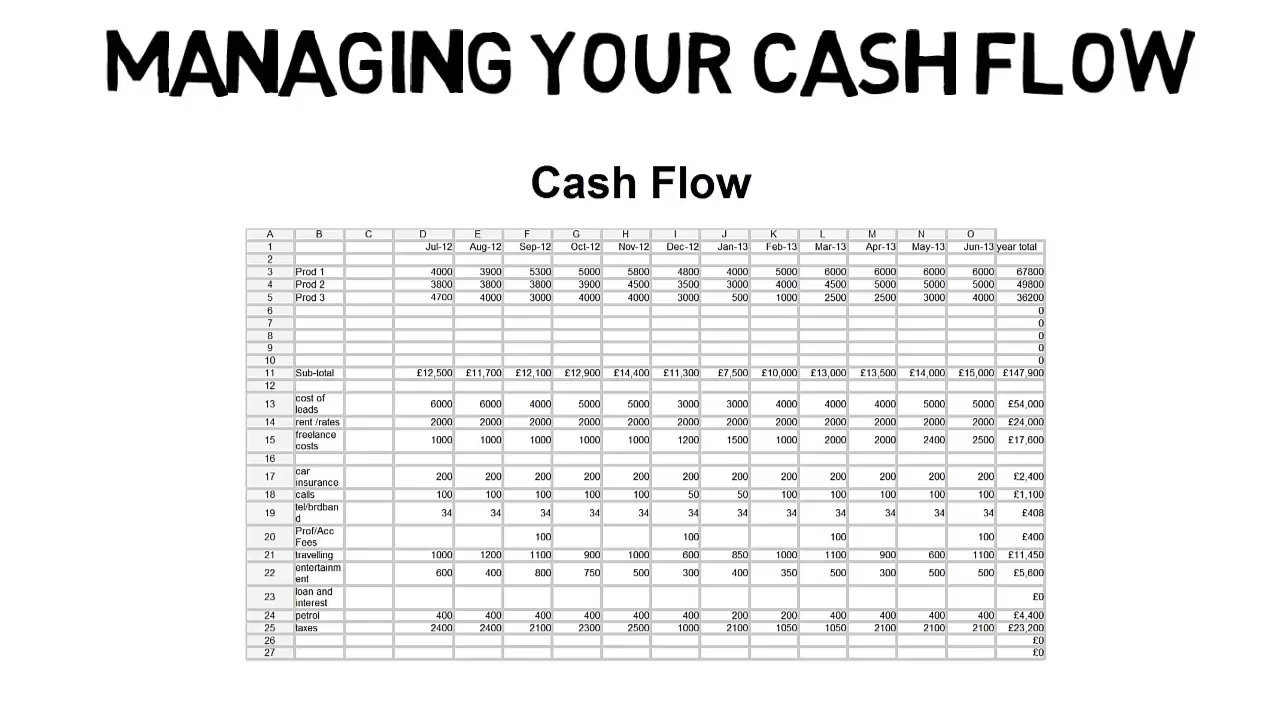 MANAGING YOUR CASH FLOW
Cash Flow
A B C D E F G H I J K L M N O
1 Jul-12 Aug-12 Sep-12 Oct-12 Nov-12 Dec-12 Jan-13 Feb-13 Mar-13 Apr-13 May-13 Jun-13 year total
2
3 Prod 1 4000 3900 5300 5000 5800 4800 4000 5000 6000 6000 6000 6000 67800
4 Prod 2 3800 3800 3800 3900 4500 3500 3000 4000 4500 5000 5000 5000 49800
5 Prod 3 4700 4000 3000 4000 4000 3000 500 1000 2500 2500 3000 4000 36200
6 0
7 0
8 0
9 0
10 0
11 Sub-total £12,500 £11,700 £12,100 £12,900 £14,400 £11,300 £7,500 £10,000 £13,000 £13,500 £14,000 £15,000 £147,900
12
cost of
13 leads 6000 6000 4000 5000 5000 3000 3000 4000 4000 4000 5000 5000 £54,000
14 rent /rates 2000 2000 2000 2000 2000 2000 2000 2000 2000 2000 2000 2000 £24,000
freelance
15 costs 1000 1000 1000 1000 1000 1200 1500 1000 2000 2000 2400 2500 £17,600
16
car
17 insurance 200 200 200 200 200 200 200 200 200 200 200 200 £2,400
18 calls 100 100 100 100 100 50 50 100 100 100 100 100 £1,100
tel/brdban
19 d 34 34 34 34 34 34 34 34 34 34 34 34 £408
Prof/Acc
20 Fees 100 100 100 100 £400
21 travelling 1000 1200 1100 900 1000 600 850 1000 1100 900 600 1100 £11,450
entertainm
22 ent 600 400 800 750 500 300 400 350 500 300 500 500 £5,600
loan and
23 interest £0
24 petrol 400 400 400 400 400 400 200 200 400 400 400 400 £4,400
25 taxes 2400 2400 2100 2300 2500 1000 2100 1050 1050 2100 2100 2100 £23,200
26 £0
27 £0